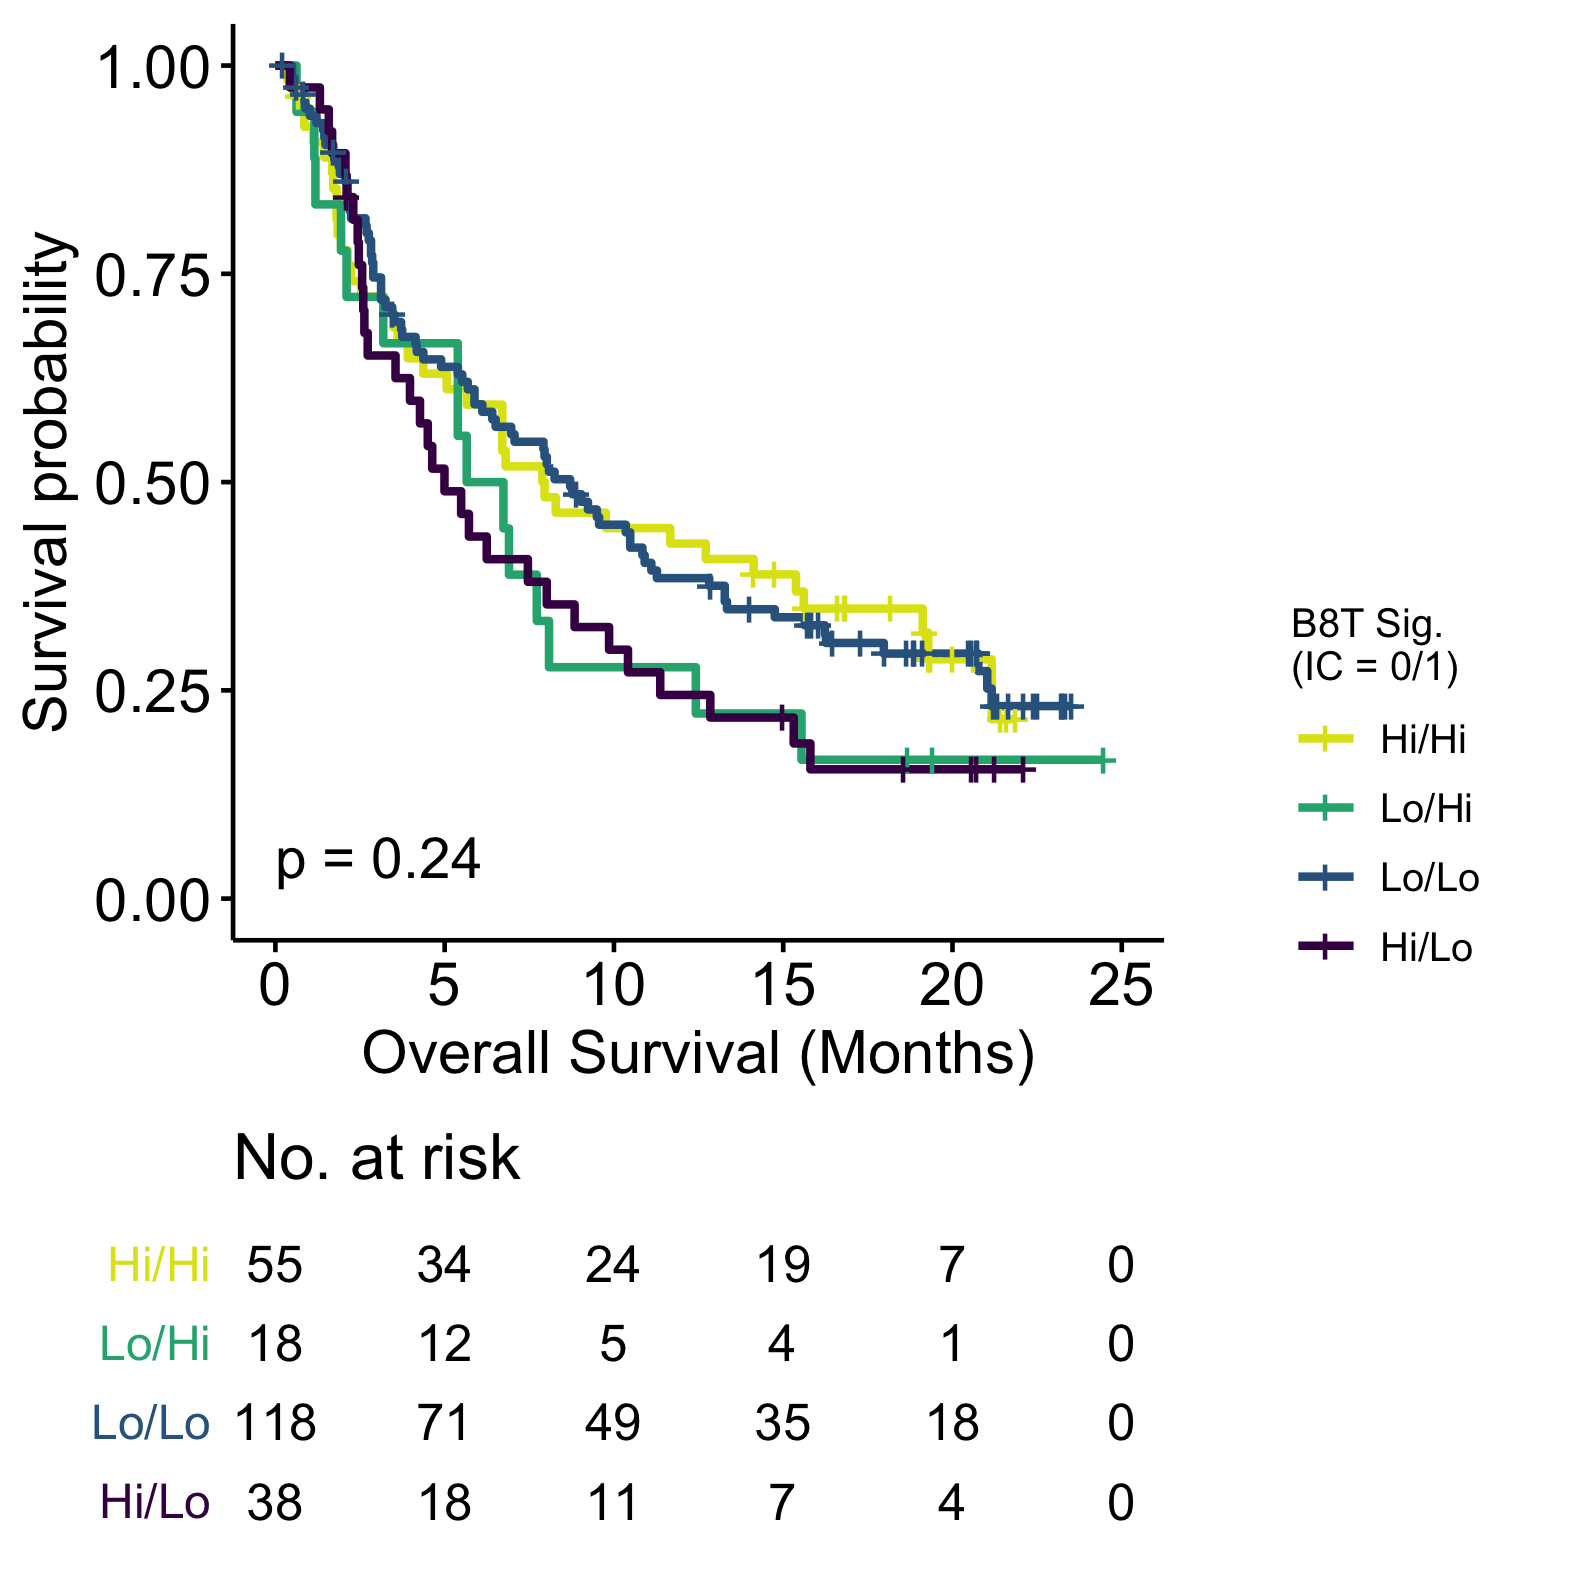 1.00
0.75
0.50
0.25
0.00
Survival probability
p = 0.24
0 5 10 15 20 25
Overall Survival (Months)
B8T Sig.
(IC = 0/1)
Hi/Hi
Lo/Hi
Lo/Lo
Hi/Lo
No. at risk
Hi/Hi 55 34 24 19 7 0
Lo/Hi 18 12 5 4 1 0
Lo/Lo 118 71 49 35 18 0
Hi/Lo 38 18 11 7 4 0